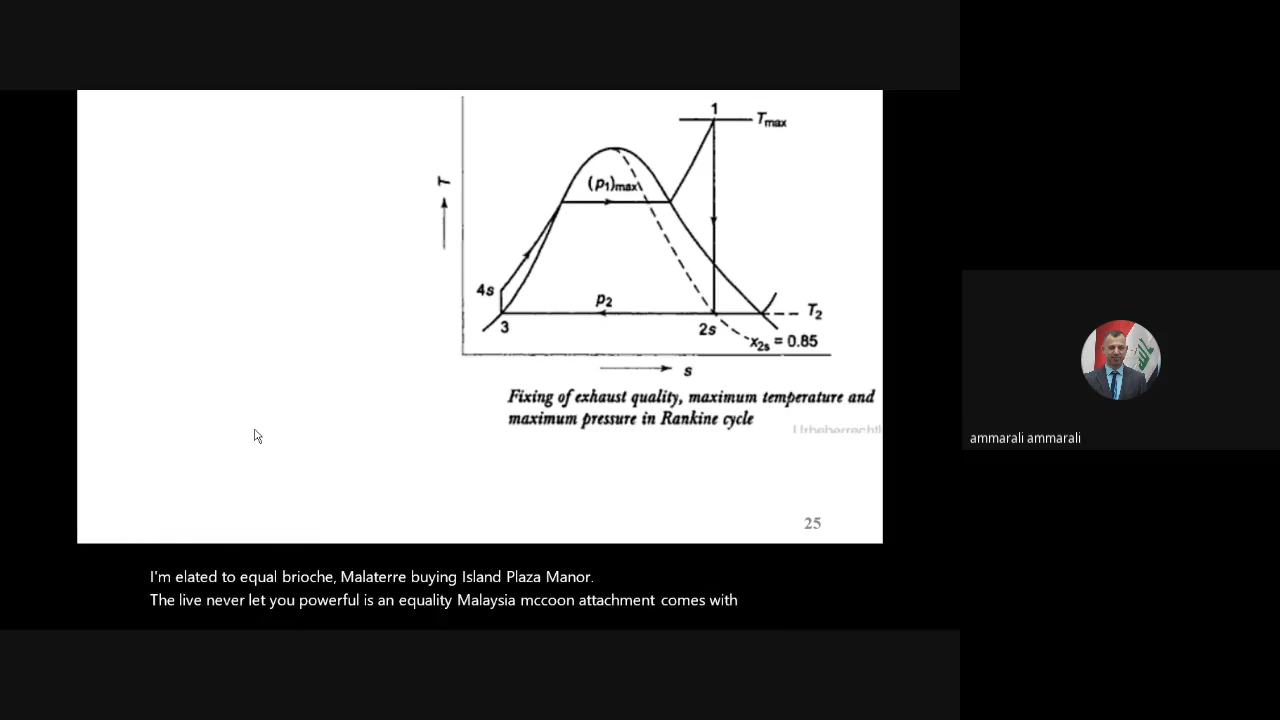 1
Tmax
T
(p₁)max
4s
p₂
T₂
3
2s
x₂s = 0.85
s
Fixing of exhaust quality, maximum temperature and
maximum pressure in Rankine cycle
Urheberrechtl
25
ammarali ammarali
I'm elated to equal brioche, Malaterre buying Island Plaza Manor.
The live never let you powerful is an equality Malaysia mccoon attachment comes with